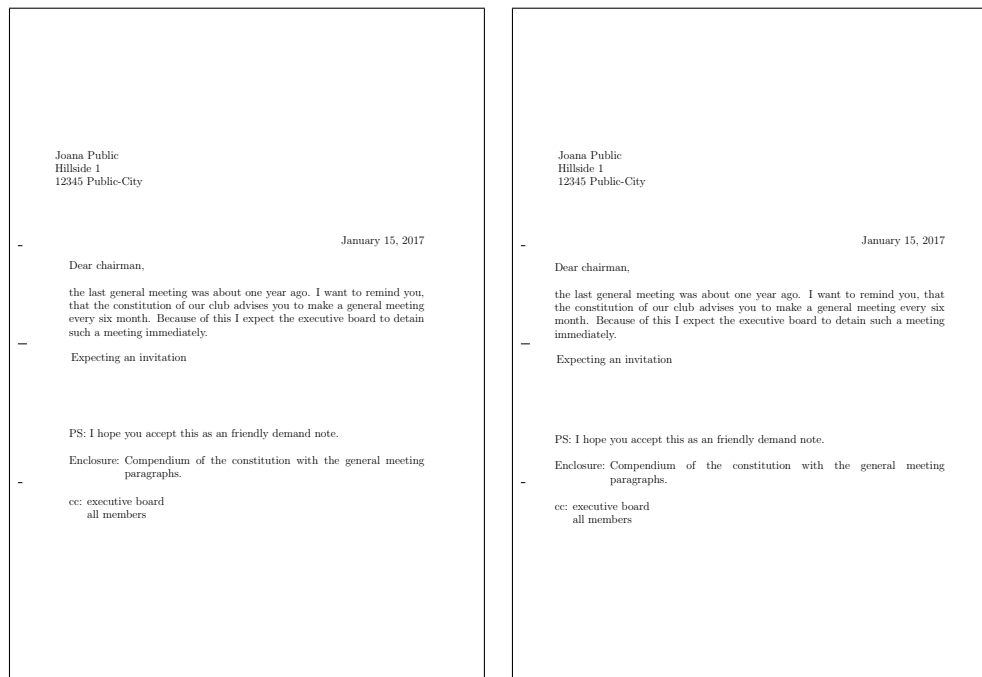 Joana Public
Hillside 1
12345 Public-City
January 15, 2017
Dear chairman,
the last general meeting was about one year ago. I want to remind you,
that the constitution of our club advises you to make a general meeting
every six month. Because of this I expect the executive board to detain
such a meeting immediately.
Expecting an invitation
PS: I hope you accept this as an friendly demand note.
Enclosure: Compendium of the constitution with the general meeting
paragraphs.
cc: executive board
all members
Joana Public
Hillside 1
12345 Public-City
January 15, 2017
Dear chairman,
the last general meeting was about one year ago. I want to remind you, that
the constitution of our club advises you to make a general meeting every six
month. Because of this I expect the executive board to detain such a meeting
immediately.
Expecting an invitation
PS: I hope you accept this as an friendly demand note.
Enclosure: Compendium of the constitution with the general meeting
paragraphs.
cc: executive board
all members